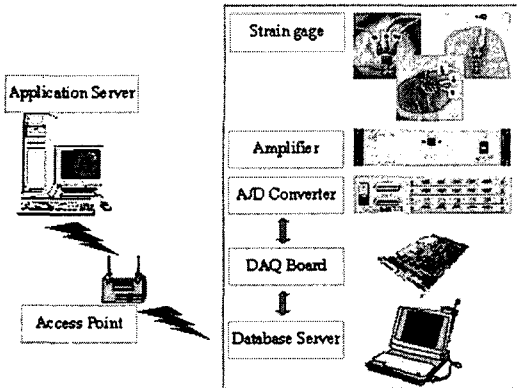 Strain gage
Application Server
Amplifier
A/D Converter
DAQ Board
Access Point
Database Server